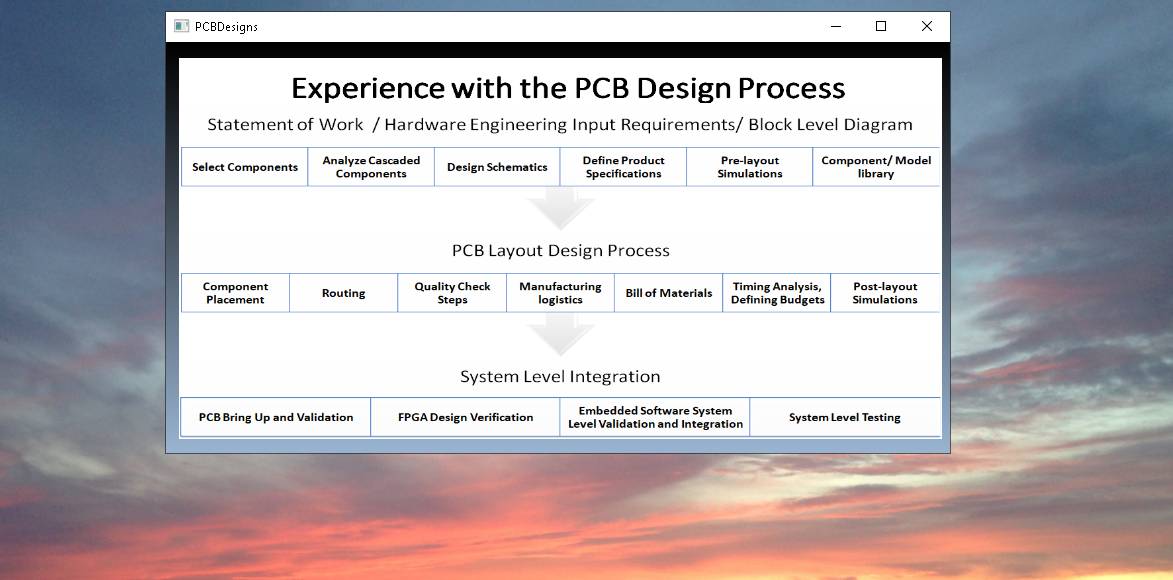 PCBDesigns
Experience with the PCB Design Process
Statement of Work / Hardware Engineering Input Requirements/ Block Level Diagram
Select Components
Analyze Cascaded
Components
Design Schematics
Define Product
Specifications
Pre-layout
Simulations
Component/ Model
library
PCB Layout Design Process
Component
Placement
Routing
Quality Check
Steps
Manufacturing
logistics
Bill of Materials
Timing Analysis,
Defining Budgets
Post-layout
Simulations
System Level Integration
PCB Bring Up and Validation
FPGA Design Verification
Embedded Software System
Level Validation and Integration
System Level Testing